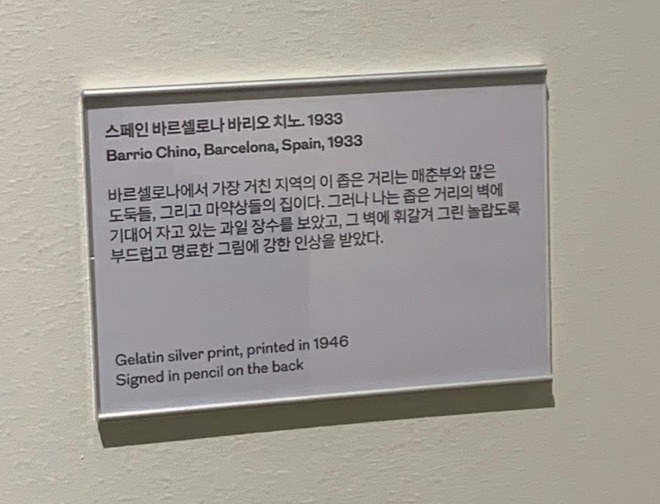 스페인 바르셀로나 바리오 치노. 1933
Barrio Chino, Barcelona, Spain, 1933
바르셀로나에서 가장 거친 지역의 이 좁은 거리는 매춘부와 많은
도둑들, 그리고 마약상들의 집이다. 그러나 나는 좁은 거리의 벽에
기대어 자고 있는 과일 장수를 보았고, 그 벽에 휘갈겨 그린 놀랍도록
부드럽고 명료한 그림에 강한 인상을 받았다.
Gelatin silver print, printed in 1946
Signed in pencil on the back